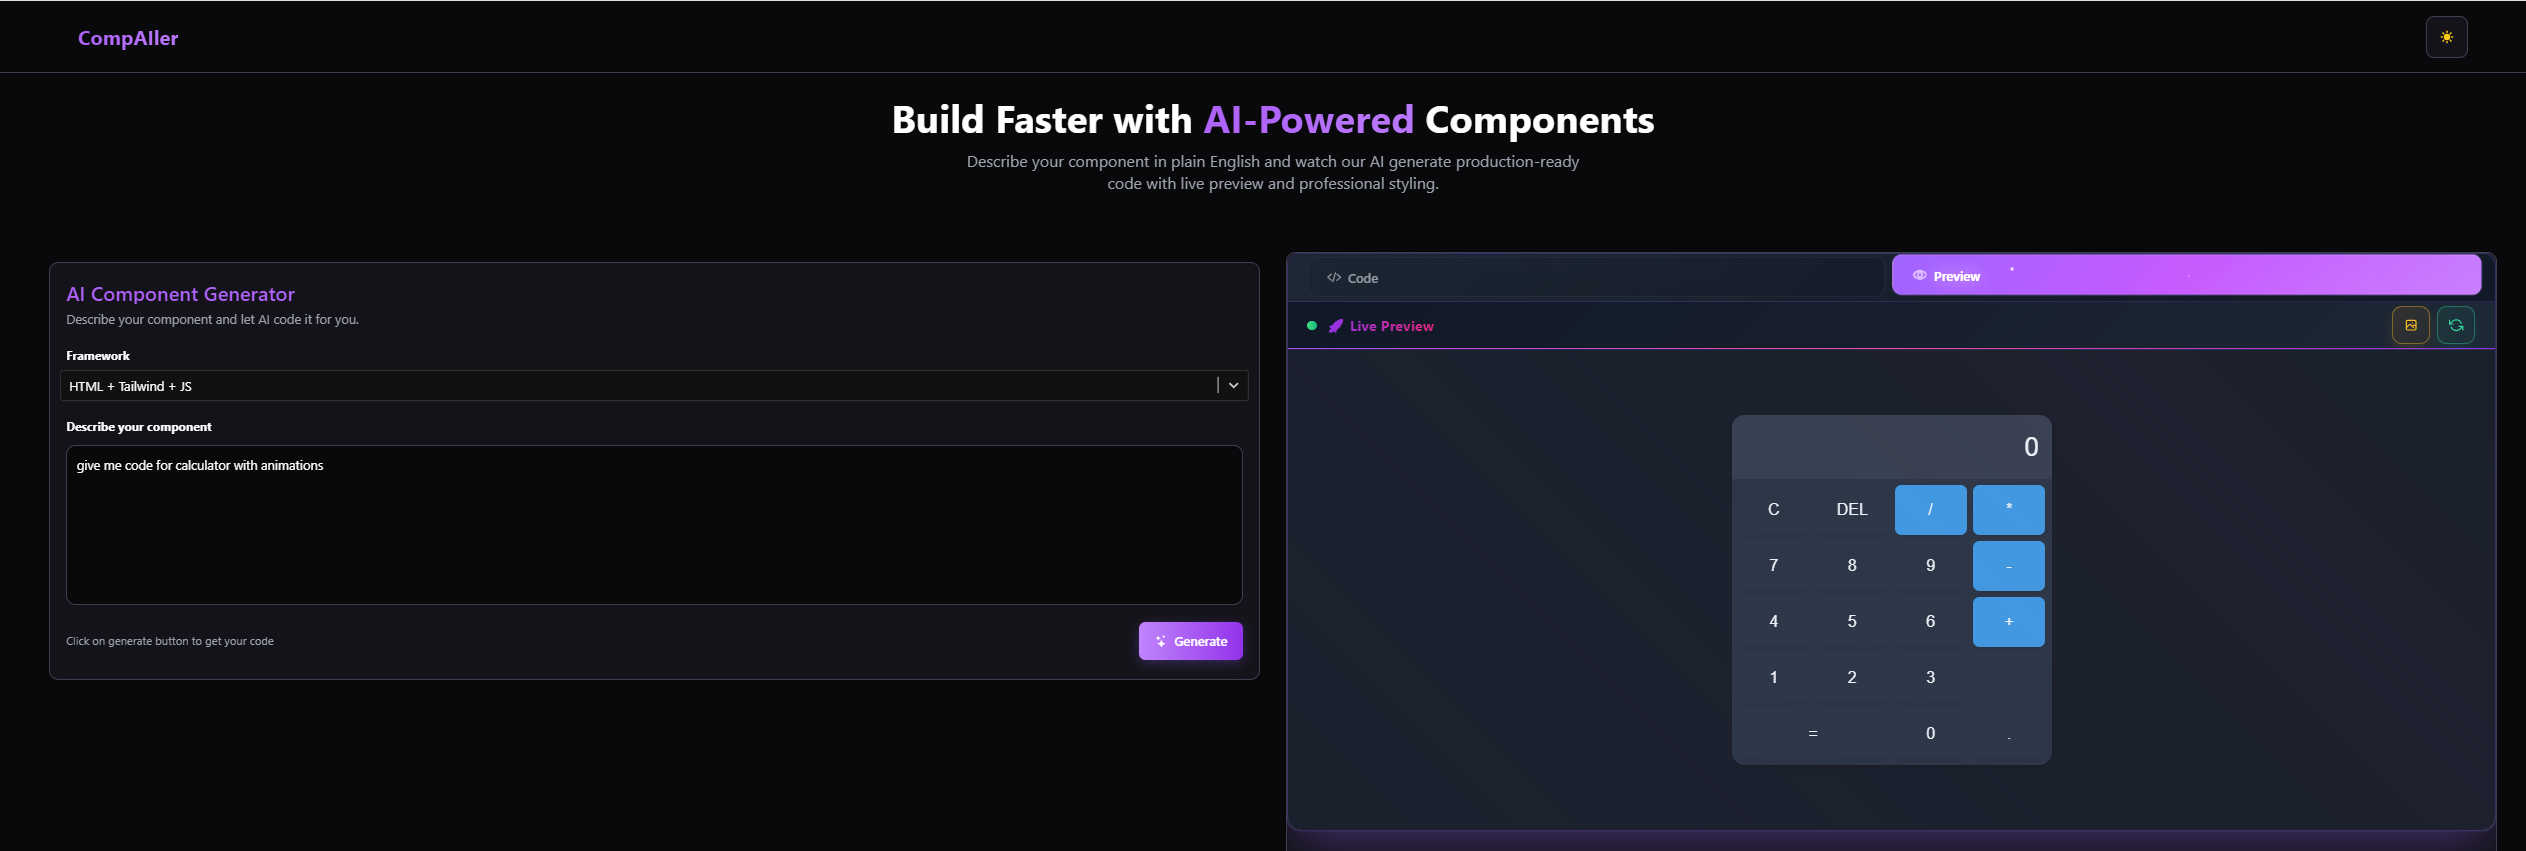 CompAIler
Build Faster with AI-Powered Components
Describe your component in plain English and watch our AI generate production-ready
code with live preview and professional styling.
AI Component Generator
Describe your component and let AI code it for you.
Framework
HTML + Tailwind + JS
Describe your component
give me code for calculator with animations
Click on generate button to get your code
Generate
</> Code
Preview
Live Preview
0
C DEL / *
7 8 9 -
4 5 6 +
1 2 3
= 0 .